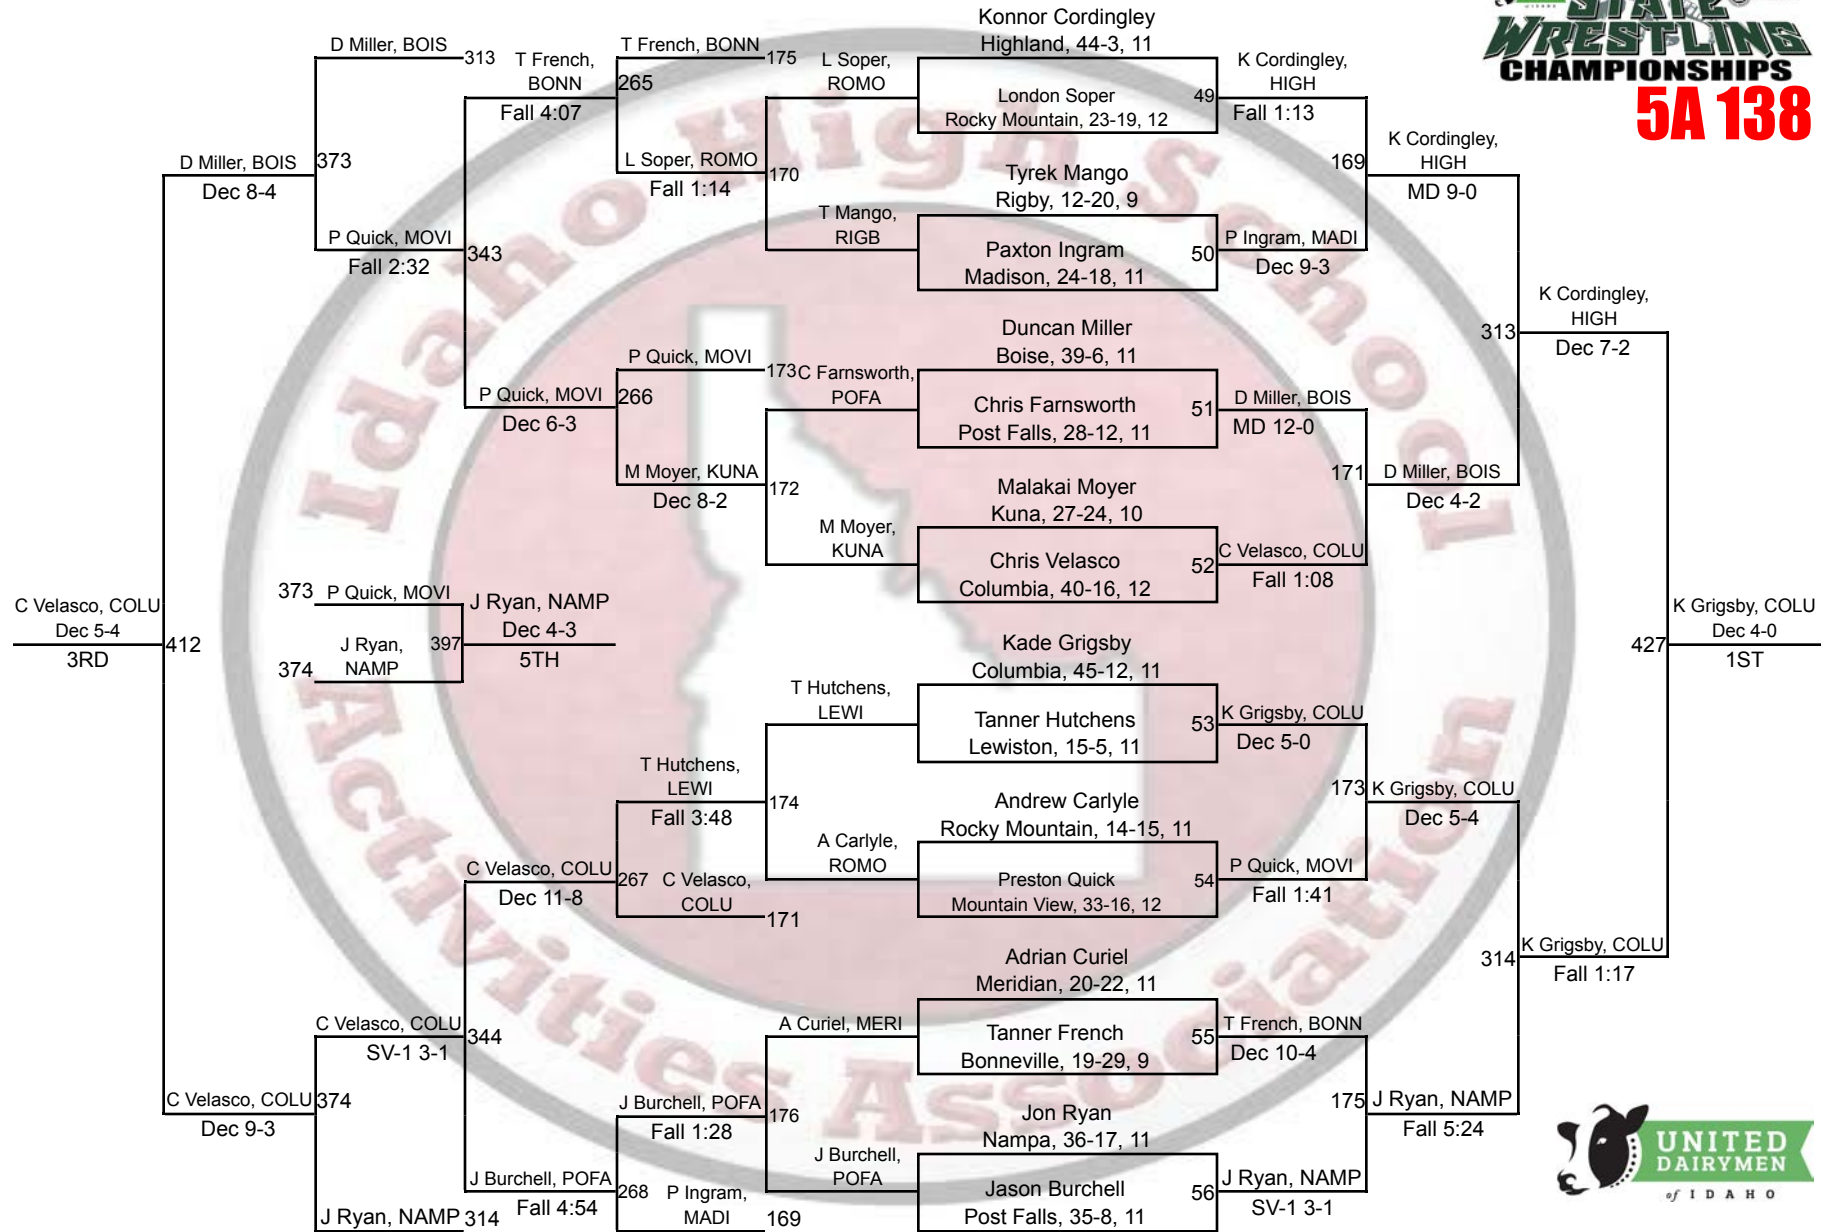 STATE
WRESTLING
CHAMPIONSHIPS
5A 138
Idaho High School
Activities Association
D Miller, BOIS
313
P Quick, MOVI
Fall 2:32
373
D Miller, BOIS
Dec 8-4
T French,
BONN
Fall 4:07
343
P Quick, MOVI
Dec 6-3
T French, BONN
175
265
L Soper, ROMO
Fall 1:14
170
P Quick, MOVI
173
266
M Moyer, KUNA
Dec 8-2
172
L Soper,
ROMO
T Mango,
RIGB
C Farnsworth,
POFA
M Moyer,
KUNA
C Velasco, COLU
Dec 5-4
3RD
412
373
P Quick, MOVI
374
J Ryan,
NAMP
397
J Ryan, NAMP
Dec 4-3
5TH
T Hutchens,
LEWI
A Carlyle,
ROMO
A Curiel, MERI
J Burchell,
POFA
T Hutchens,
LEWI
Fall 3:48
174
C Velasco, COLU
Dec 11-8
267
C Velasco,
COLU
171
C Velasco, COLU
SV-1 3-1
344
C Velasco, COLU
Dec 9-3
374
J Burchell, POFA
Fall 1:28
176
J Burchell, POFA
Fall 4:54
268
P Ingram,
MADI
169
J Ryan, NAMP
314
Konnor Cordingley
Highland, 44-3, 11
London Soper
Rocky Mountain, 23-19, 12
49
Tyrek Mango
Rigby, 12-20, 9
Paxton Ingram
Madison, 24-18, 11
50
Duncan Miller
Boise, 39-6, 11
Chris Farnsworth
Post Falls, 28-12, 11
51
Malakai Moyer
Kuna, 27-24, 10
Chris Velasco
Columbia, 40-16, 12
52
Kade Grigsby
Columbia, 45-12, 11
Tanner Hutchens
Lewiston, 15-5, 11
53
Andrew Carlyle
Rocky Mountain, 14-15, 11
Preston Quick
Mountain View, 33-16, 12
54
Adrian Curiel
Meridian, 20-22, 11
Tanner French
Bonneville, 19-29, 9
55
Jon Ryan
Nampa, 36-17, 11
Jason Burchell
Post Falls, 35-8, 11
56
K Cordingley,
HIGH
Fall 1:13
P Ingram, MADI
Dec 9-3
D Miller, BOIS
MD 12-0
C Velasco, COLU
Fall 1:08
K Grigsby, COLU
Dec 5-0
P Quick, MOVI
Fall 1:41
T French, BONN
Dec 10-4
J Ryan, NAMP
SV-1 3-1
169
K Cordingley,
HIGH
MD 9-0
171
D Miller, BOIS
Dec 4-2
173
K Grigsby, COLU
Dec 5-4
175
J Ryan, NAMP
Fall 5:24
313
K Cordingley,
HIGH
Dec 7-2
314
K Grigsby, COLU
Fall 1:17
427
K Grigsby, COLU
Dec 4-0
1ST
UNITED
DAIRYMEN
of IDAHO